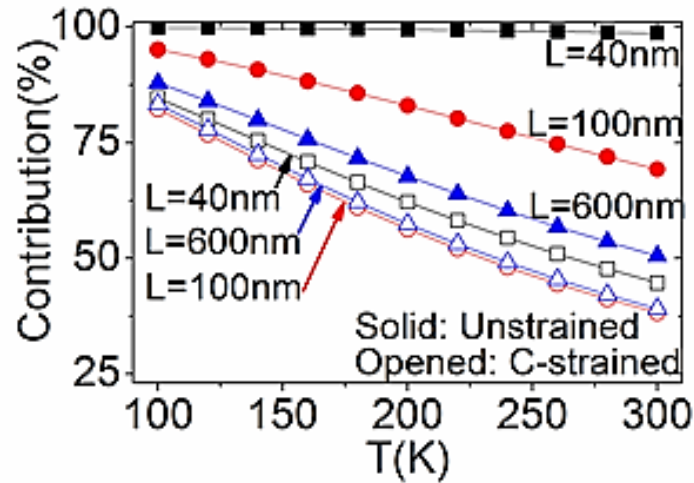 100
75
50
25
Contribution(%)
L=40nm
L=100nm
L=600nm
L=40nm
L=600nm
L=100nm
Solid: Unstrained
Opened: C-strained
100 150 200 250 300
T(K)